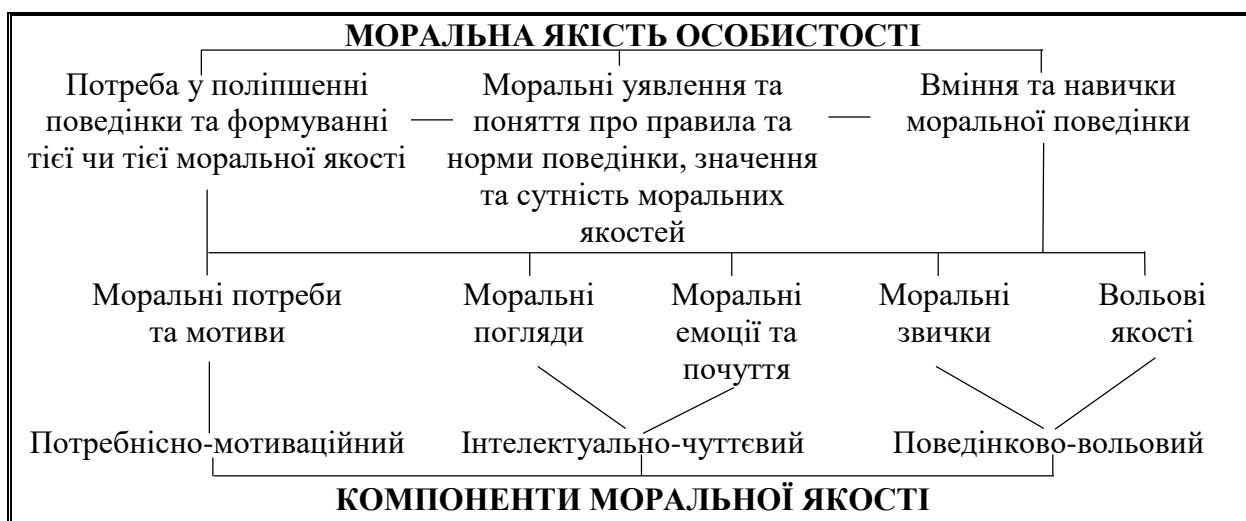 МОРАЛЬНА ЯКІСТЬ ОСОБИСТОСТІ
Потреба у поліпшенні
поведінки та формуванні
тієї чи тієї моральної якості
Моральні уявлення та
поняття про правила та
норми поведінки, значення
та сутність моральних
якостей
Вміння та навички
моральної поведінки
Моральні потреби
та мотиви
Моральні
погляди
Моральні
емоції та
почуття
Моральні
звички
Вольові
якості
Потребнісно-мотиваційний
Інтелектуально-чуттєвий
Поведінково-вольовий
КОМПОНЕНТИ МОРАЛЬНОЇ ЯКОСТІ